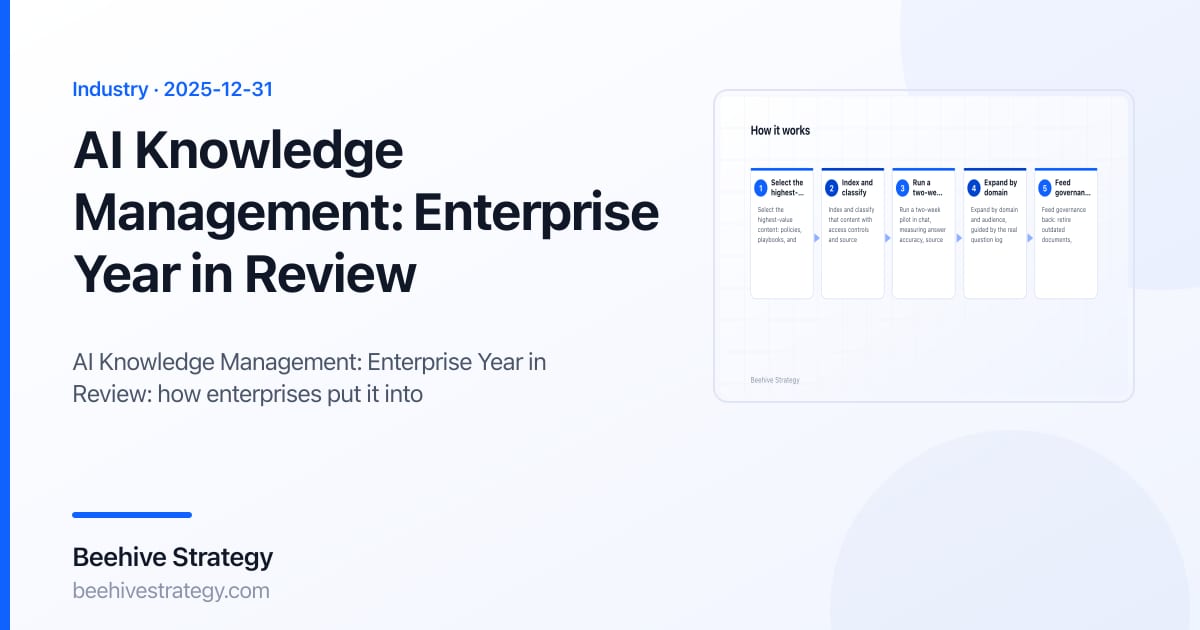 Industry · 2025-12-31
AI Knowledge
Management: Enterprise
Year in Review
AI Knowledge Management: Enterprise Year in
Review: how enterprises put it into
Beehive Strategy
beehivestrategy.com
How it works
1
Select the
highest-...
Select the
highest-value
content: policies,
playbooks, and
2
Index and
classify
Index and classify
that content with
access controls
and source
3
Run a
two-we...
Run a two-week
pilot in chat,
measuring answer
accuracy, source
4
Expand by
domain
Expand by domain
and audience,
guided by the real
question log
5
Feed
governan...
Feed governance
back: retire
outdated
documents,
Beehive Strategy